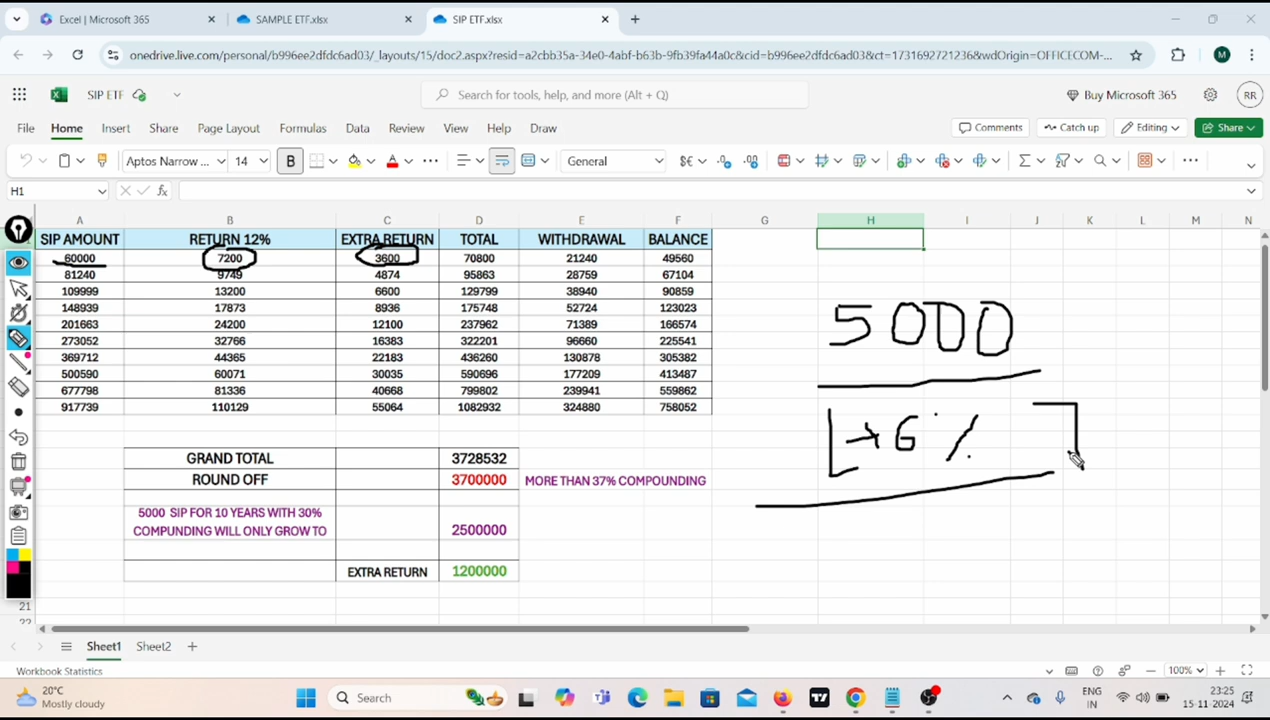 Excel | Microsoft 365
SAMPLE ETF.xlsx
SIP ETF.xlsx
onedrive.live.com/personal/b996ee2dfdc6ad03/_layouts/15/doc2.aspx?resid=a2cbb35a-34e0-4abf-b63b-9fb39fa44a0c&cid=b996ee2dfdc6ad03&ct=1731692721236&wdOrigin=OFFICECOM-...
M
SIP ETF
Search for tools, help, and more (Alt + Q)
Buy Microsoft 365
RR
File Home Insert Share Page Layout Formulas Data Review View Help Draw
Comments Catch up Editing Share
Aptos Narrow ... 14 B General
H1 fx
A B C D E F G H I J K L M N
SIP AMOUNT RETURN 12% EXTRA RETURN TOTAL WITHDRAWAL BALANCE
60000 7200 3600 70800 21240 49560
81240 9749 4874 95863 28759 67104
109999 13200 6600 129799 38940 90859
148939 17873 8936 175748 52724 123023
201663 24200 12100 237962 71389 166574
273052 32766 16383 322201 96660 225541
369712 44365 22183 436260 130878 305382
500590 60071 30035 590696 177209 413487
677798 81336 40668 799802 239941 559862
917739 110129 55064 1082932 324880 758052
5000
→6%
GRAND TOTAL 3728532
ROUND OFF 3700000 MORE THAN 37% COMPOUNDING
5000 SIP FOR 10 YEARS WITH 30%
COMPUNDING WILL ONLY GROW TO 2500000
EXTRA RETURN 1200000
21
22
Sheet1 Sheet2
Workbook Statistics
100%
20°C
Mostly cloudy
Search
ENG
IN
23:25
15-11-2024